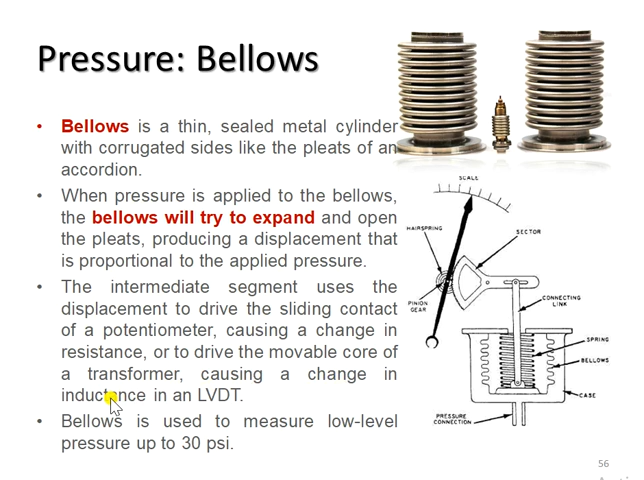 Pressure: Bellows
• Bellows is a thin, sealed metal cylinder
with corrugated sides like the pleats of an
accordion.
• When pressure is applied to the bellows,
the bellows will try to expand and open
the pleats, producing a displacement that
is proportional to the applied pressure.
• The intermediate segment uses the
displacement to drive the sliding contact
of a potentiometer, causing a change in
resistance, or to drive the movable core of
a transformer, causing a change in
inductance in an LVDT.
• Bellows is used to measure low-level
pressure up to 30 psi.
SCALE
HAIRSPRING
SECTOR
PINION
GEAR
CONNECTING
LINK
SPRING
BELLOWS
CASE
PRESSURE
CONNECTION
56